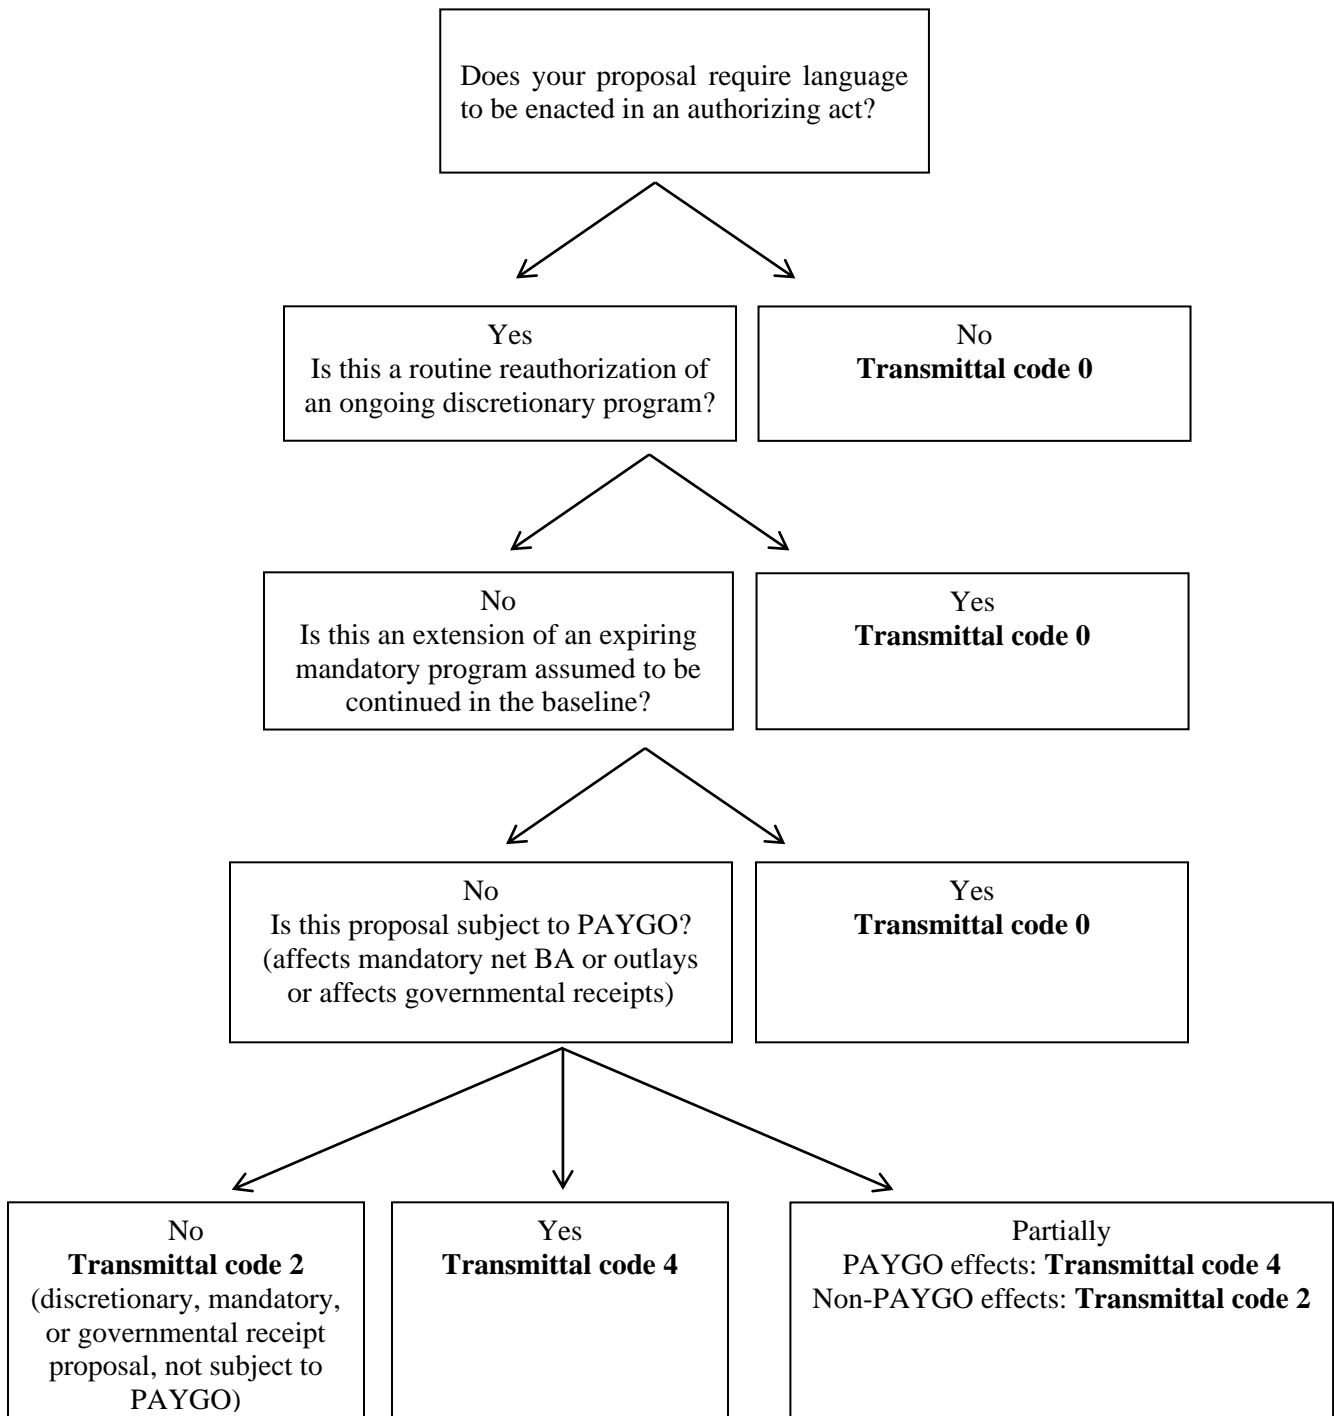 Does your proposal require language
to be enacted in an authorizing act?
Yes
Is this a routine reauthorization of
an ongoing discretionary program?
No
Transmittal code 0
No
Is this an extension of an expiring
mandatory program assumed to be
continued in the baseline?
Yes
Transmittal code 0
No
Is this proposal subject to PAYGO?
(affects mandatory net BA or outlays
or affects governmental receipts)
Yes
Transmittal code 0
No
Transmittal code 2
(discretionary, mandatory,
or governmental receipt
proposal, not subject to
PAYGO)
Yes
Transmittal code 4
Partially
PAYGO effects: Transmittal code 4
Non-PAYGO effects: Transmittal code 2